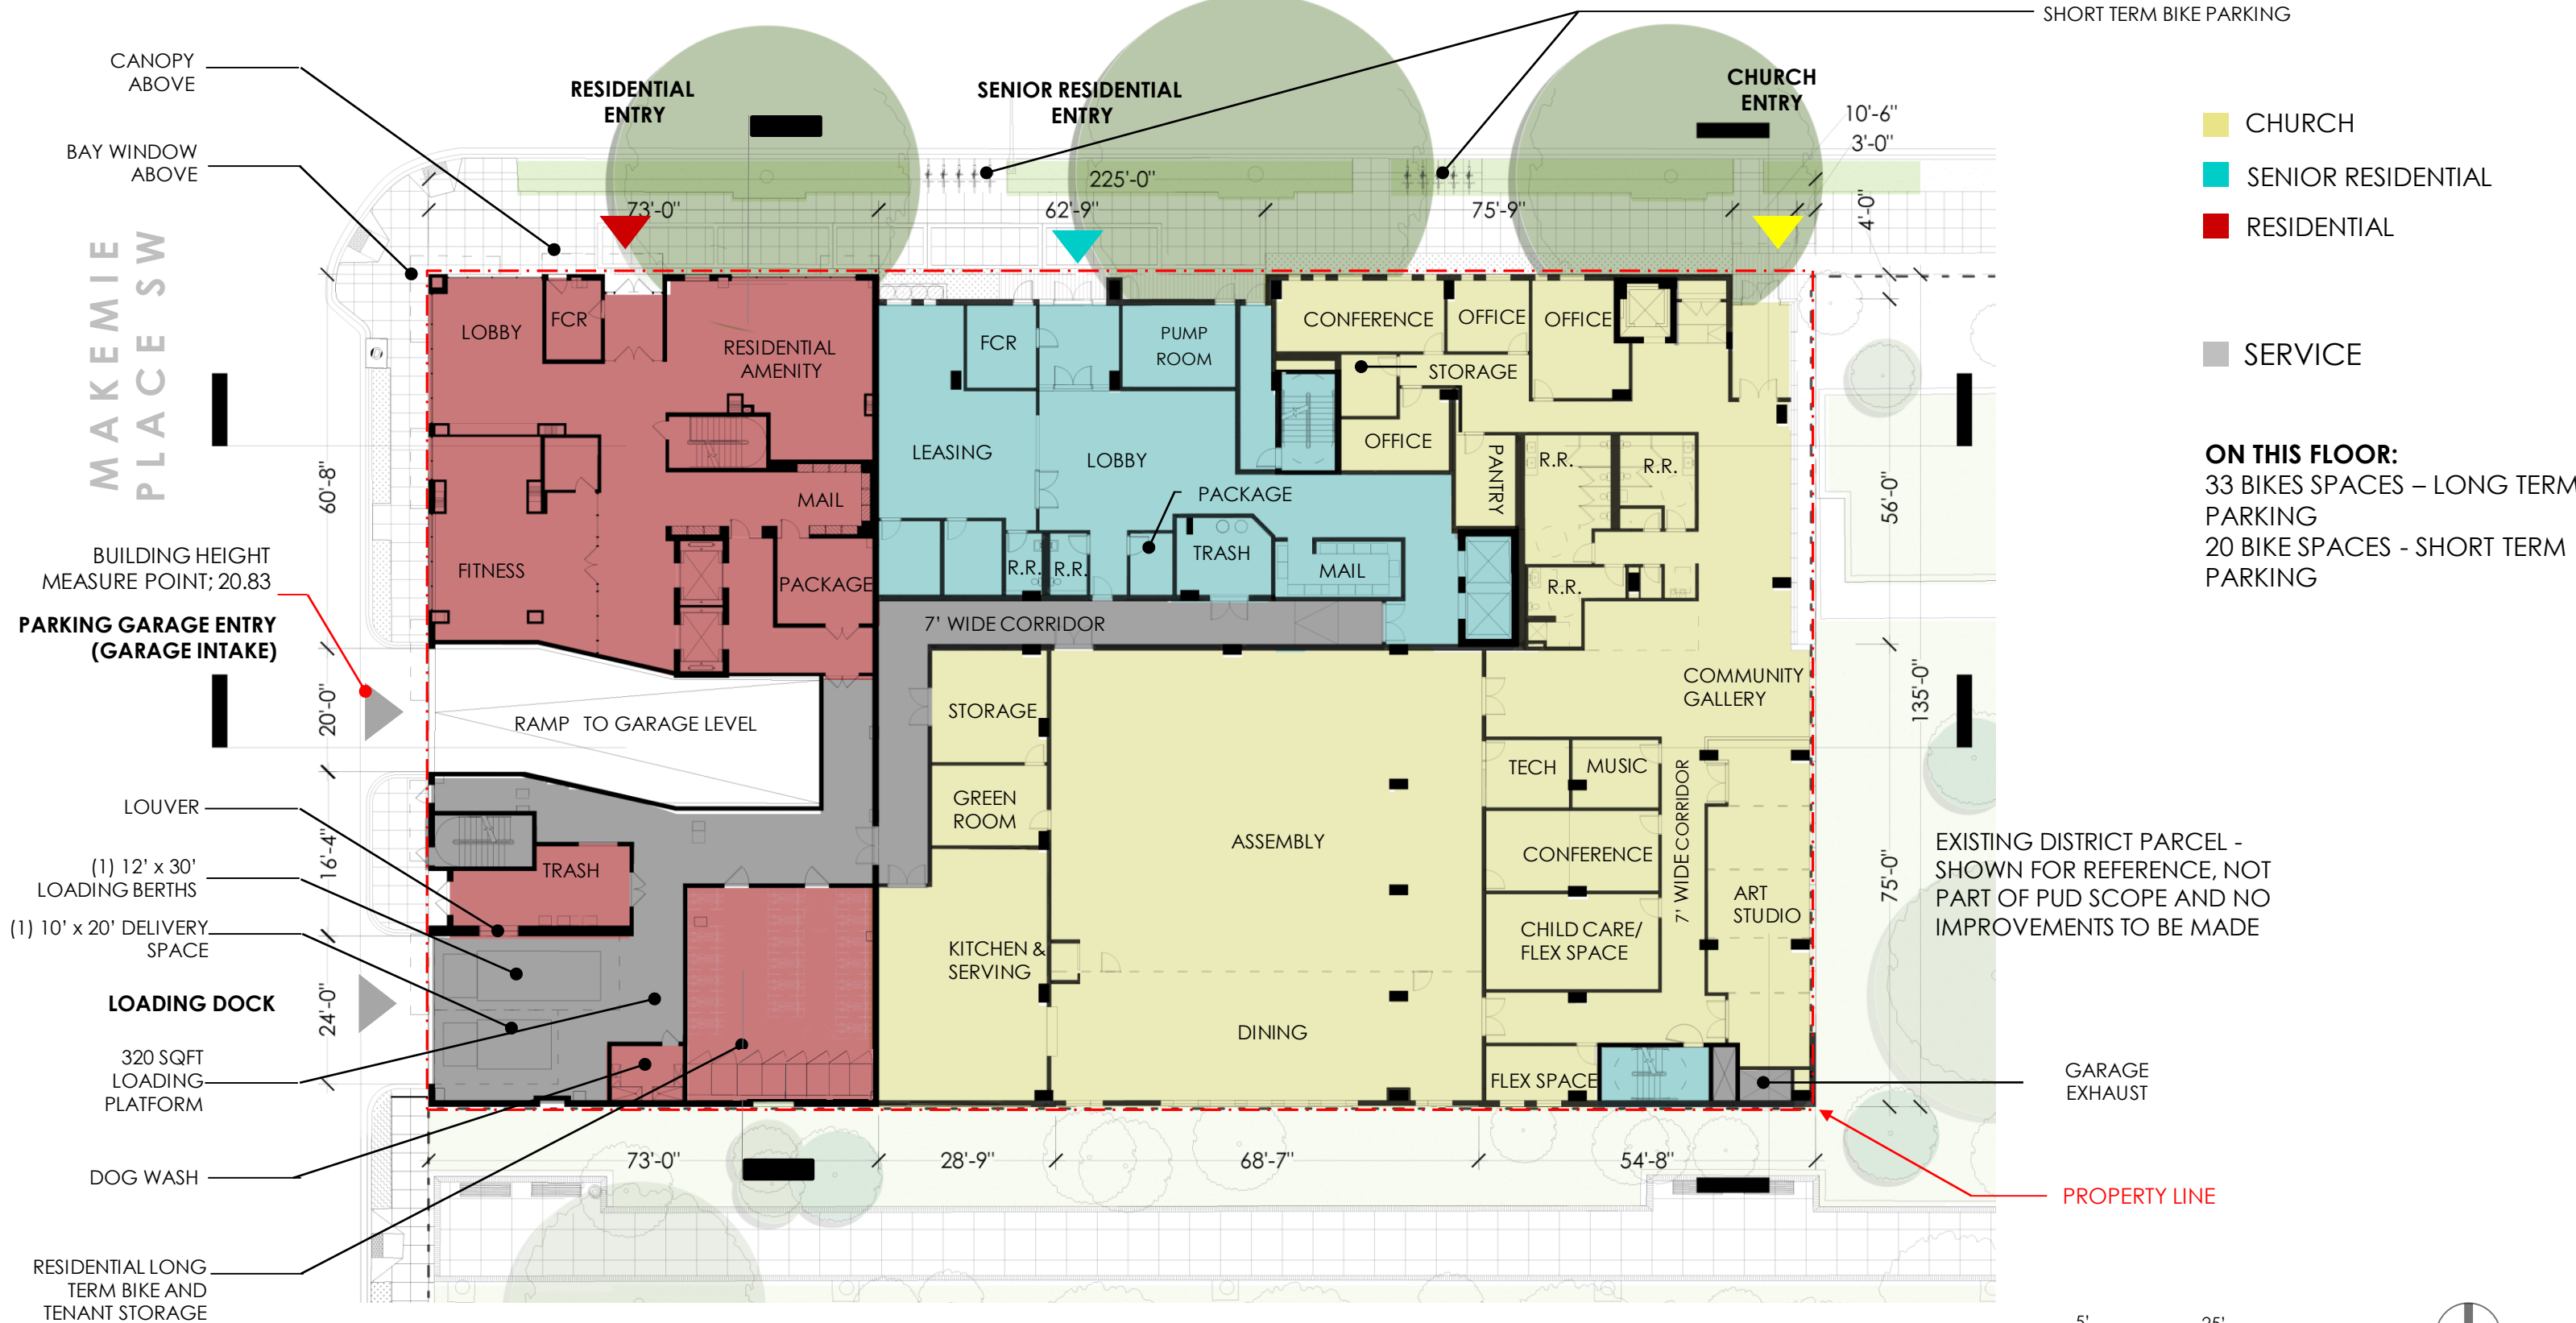 SHORT TERM BIKE PARKING
CANOPY
ABOVE
BAY WINDOW
ABOVE
RESIDENTIAL
ENTRY
SENIOR RESIDENTIAL
ENTRY
CHURCH
ENTRY
10'-6"
3'-0"
4'-0"
225'-0"
73'-0"
62'-9"
75'-9"
CHURCH
SENIOR RESIDENTIAL
RESIDENTIAL
SERVICE
ON THIS FLOOR:
33 BIKES SPACES – LONG TERM
PARKING
20 BIKE SPACES - SHORT TERM
PARKING
MAKEMIE
PLACE SW
LOBBY
FCR
RESIDENTIAL
AMENITY
FCR
PUMP
ROOM
CONFERENCE
OFFICE
OFFICE
STORAGE
OFFICE
LEASING
LOBBY
PANTRY
R.R.
R.R.
MAIL
PACKAGE
60'-8"
56'-0"
BUILDING HEIGHT
MEASURE POINT; 20.83
FITNESS
PACKAGE
R.R.
R.R.
TRASH
MAIL
R.R.
PARKING GARAGE ENTRY
(GARAGE INTAKE)
7' WIDE CORRIDOR
20'-0"
RAMP TO GARAGE LEVEL
STORAGE
COMMUNITY
GALLERY
135'-0"
TECH
MUSIC
GREEN
ROOM
7' WIDE CORRIDOR
LOUVER
16'-4"
ASSEMBLY
CONFERENCE
(1) 12' x 30'
LOADING BERTHS
TRASH
75'-0"
EXISTING DISTRICT PARCEL -
SHOWN FOR REFERENCE, NOT
PART OF PUD SCOPE AND NO
IMPROVEMENTS TO BE MADE
ART
STUDIO
(1) 10' x 20' DELIVERY
SPACE
KITCHEN &
SERVING
CHILD CARE/
FLEX SPACE
LOADING DOCK
24'-0"
DINING
320 SQFT
LOADING
PLATFORM
FLEX SPACE
GARAGE
EXHAUST
DOG WASH
73'-0"
28'-9"
68'-7"
54'-8"
PROPERTY LINE
RESIDENTIAL LONG
TERM BIKE AND
TENANT STORAGE
5'
25'